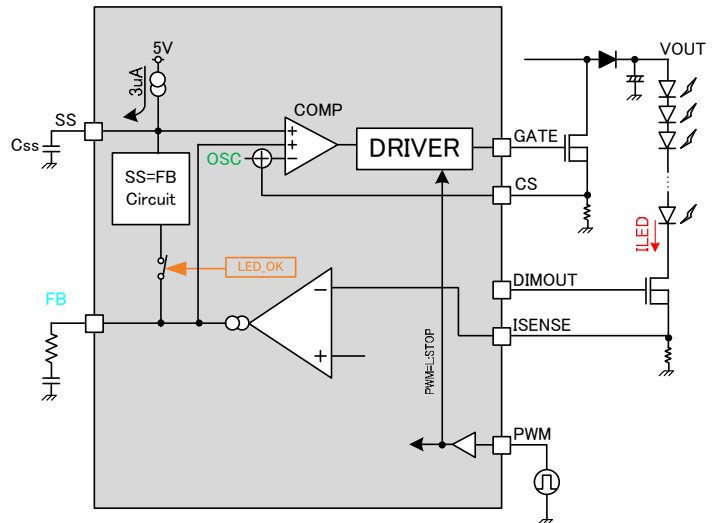 5V
3uA
SS
Css
COMP
OSC
DRIVER
GATE
CS
VOUT
SS=FB
Circuit
LED_OK
FB
ILED
DIMOUT
ISENSE
PWM=L:STOP
PWM